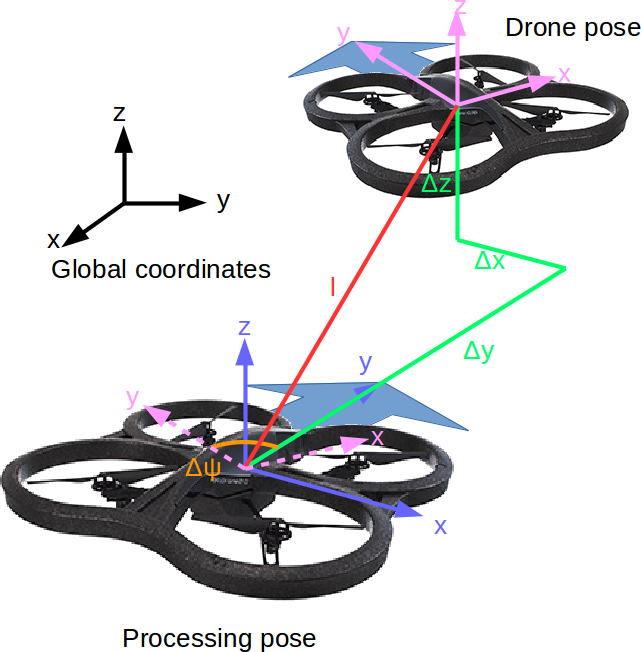 z
Drone pose
y
x
z
y
x
Global coordinates
Δz
Δx
l
Δy
z
y
y
x
Δψ
x
Processing pose